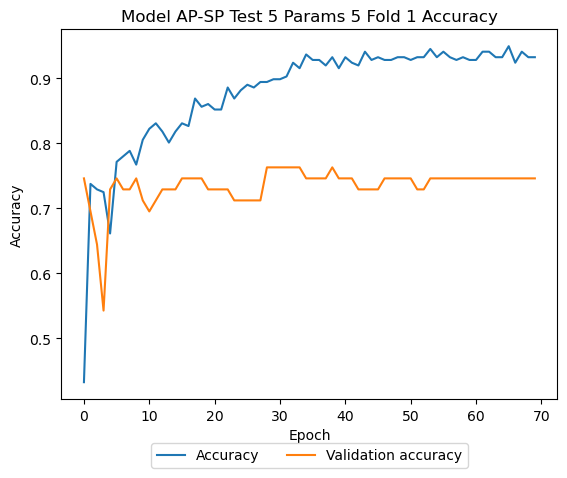 Model AP-SP Test 5 Params 5 Fold 1 Accuracy
Accuracy
0.9
0.8
0.7
0.6
0.5
0 10 20 30 40 50 60 70
Epoch
Accuracy Validation accuracy